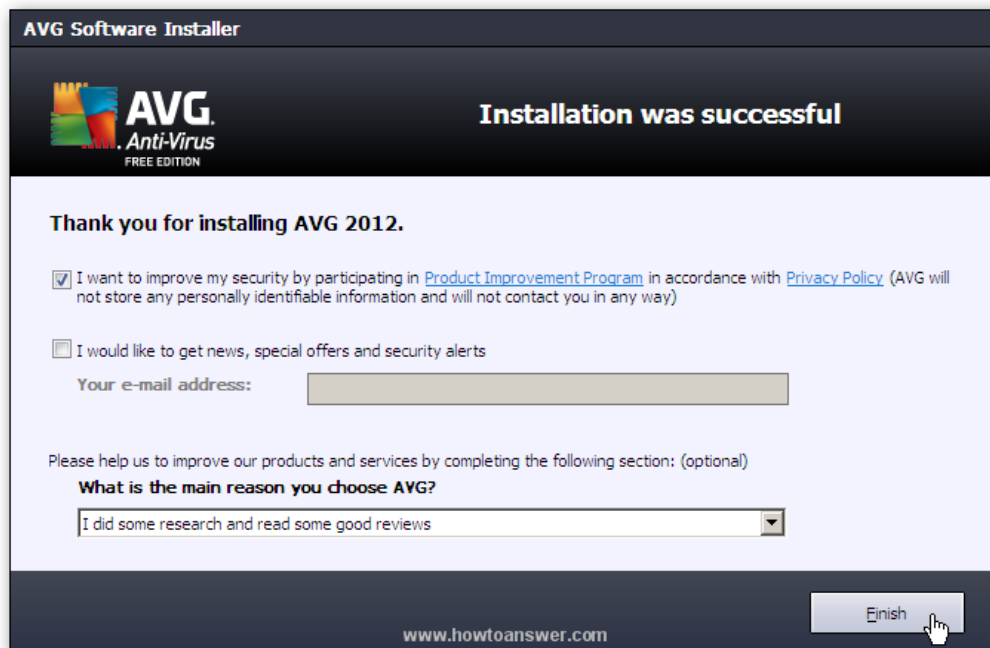 AVG Software Installer
AVG.
Anti-Virus
FREE EDITION
Installation was successful
Thank you for installing AVG 2012.
I want to improve my security by participating in Product Improvement Program in accordance with Privacy Policy (AVG will
not store any personally identifiable information and will not contact you in any way)
I would like to get news, special offers and security alerts
Your e-mail address:
Please help us to improve our products and services by completing the following section: (optional)
What is the main reason you choose AVG?
I did some research and read some good reviews
Finish
www.howtoanswer.com